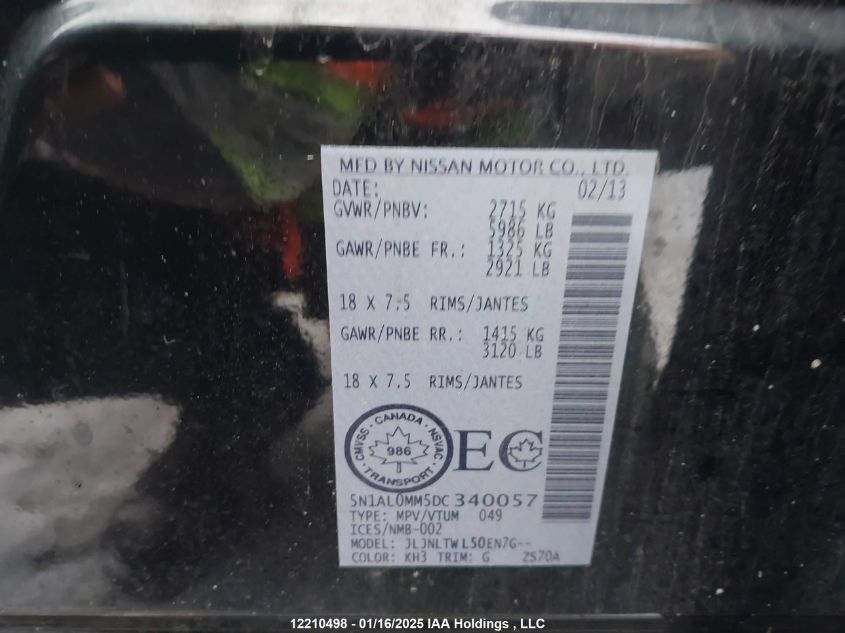 MFD BY NISSAN MOTOR CO., LTD.
DATE: 02/13
GVWR/PNBV: 2715 KG
5986 LB
GAWR/PNBE FR.: 1325 KG
2921 LB
18 X 7.5 RIMS/JANTES
GAWR/PNBE RR.: 1415 KG
3120 LB
18 X 7.5 RIMS/JANTES
CMVSS · CANADA · NSVAC
986
· TRANSPORT ·
EC
5N1AL0MM5DC340057
TYPE: MPV/VTUM 049
ICES/NMB-002
MODEL: JLJNLTWL50EN7G--
COLOR: KH3 TRIM: G ZS70A
12210498 - 01/16/2025 IAA Holdings , LLC